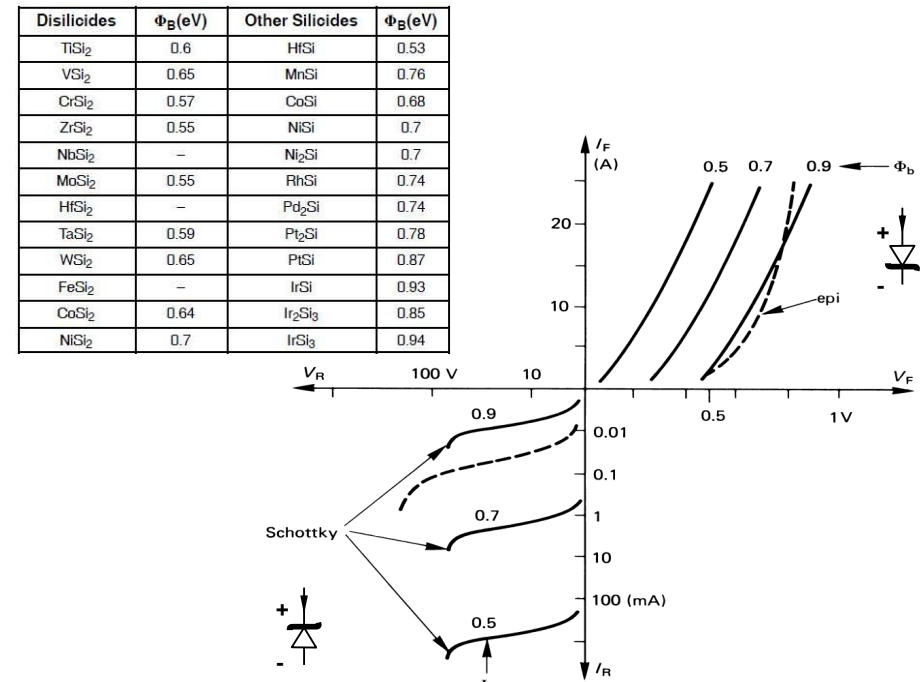 Disilicides ΦB(eV) Other Silicides ΦB(eV)
TiSi2 0.6 HfSi 0.53
VSi2 0.65 MnSi 0.76
CrSi2 0.57 CoSi 0.68
ZrSi2 0.55 NiSi 0.7
NbSi2 – Ni2Si 0.7
MoSi2 0.55 RhSi 0.74
HfSi2 – Pd2Si 0.74
TaSi2 0.59 Pt2Si 0.78
WSi2 0.65 PtSi 0.87
FeSi2 – IrSi 0.93
CoSi2 0.64 Ir2Si3 0.85
NiSi2 0.7 IrSi3 0.94
IF
(A)
0.5 0.7 0.9 Φb
20
+
-
epi
10
VR 100 V 10 VF
0.5 1V
0.9
0.01
0.1
0.7
1
Schottky
10
100 (mA)
+
0.5
-
IR